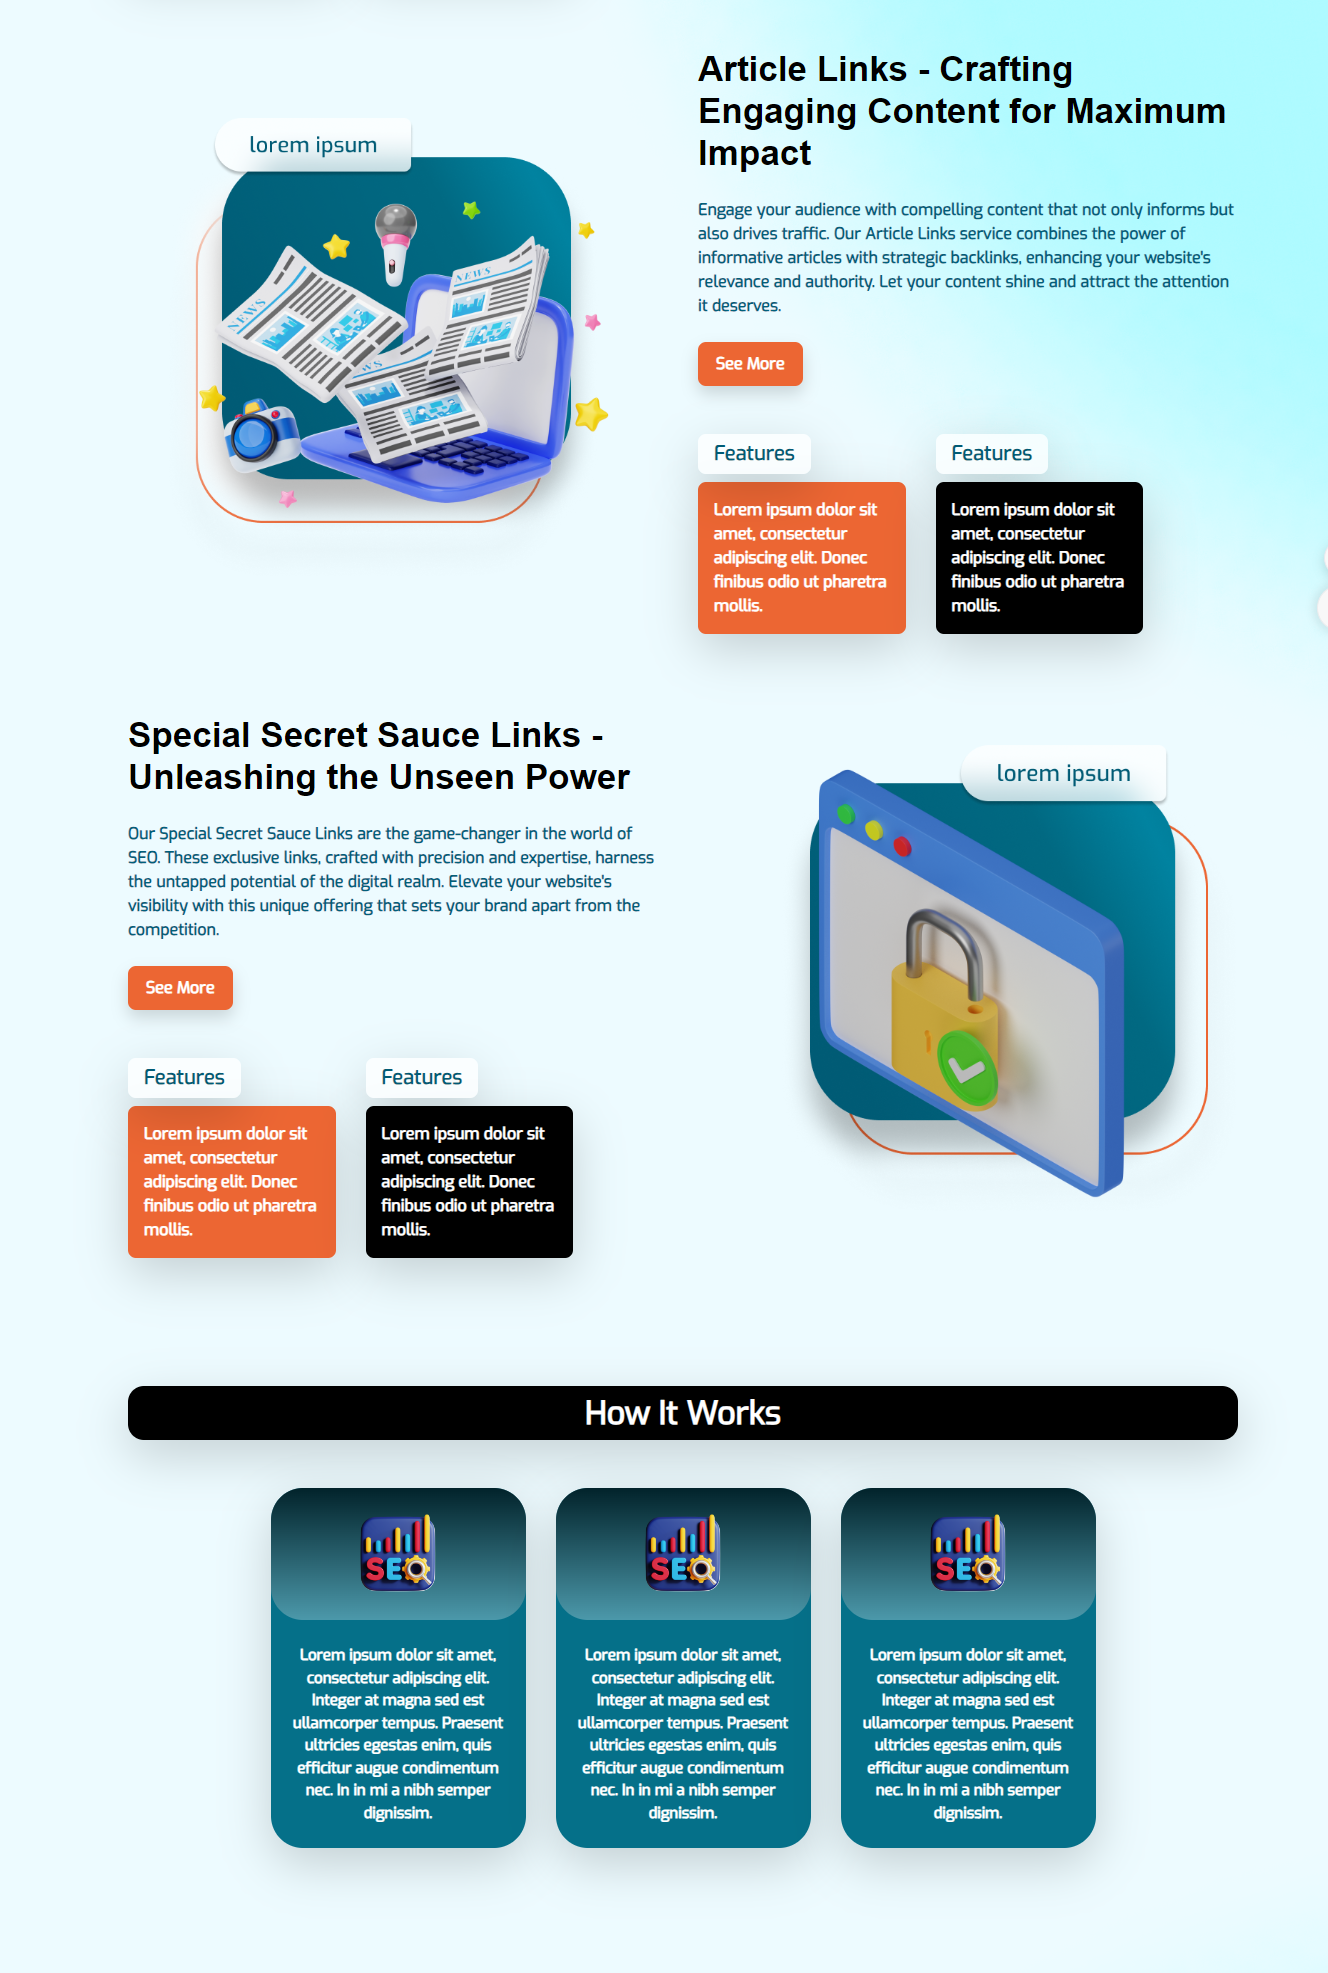 Article Links - Crafting
Engaging Content for Maximum
Impact
lorem ipsum
Engage your audience with compelling content that not only informs but
also drives traffic. Our Article Links service combines the power of
informative articles with strategic backlinks, enhancing your website's
relevance and authority. Let your content shine and attract the attention
it deserves.
NEWS
NEWS
WS
See More
Features
Lorem ipsum dolor sit
amet, consectetur
adipiscing elit. Donec
finibus odio ut pharetra
mollis.
Features
Lorem ipsum dolor sit
amet, consectetur
adipiscing elit. Donec
finibus odio ut pharetra
mollis.
Special Secret Sauce Links -
Unleashing the Unseen Power
Our Special Secret Sauce Links are the game-changer in the world of
SEO. These exclusive links, crafted with precision and expertise, harness
the untapped potential of the digital realm. Elevate your website's
visibility with this unique offering that sets your brand apart from the
competition.
See More
lorem ipsum
Features
Lorem ipsum dolor sit
amet, consectetur
adipiscing elit. Donec
finibus odio ut pharetra
mollis.
Features
Lorem ipsum dolor sit
amet, consectetur
adipiscing elit. Donec
finibus odio ut pharetra
mollis.
How It Works
SEO
Lorem ipsum dolor sit amet,
consectetur adipiscing elit.
Integer at magna sed est
ullamcorper tempus. Praesent
ultricies egestas enim, quis
efficitur augue condimentum
nec. In in mi a nibh semper
dignissim.
SEO
Lorem ipsum dolor sit amet,
consectetur adipiscing elit.
Integer at magna sed est
ullamcorper tempus. Praesent
ultricies egestas enim, quis
efficitur augue condimentum
nec. In in mi a nibh semper
dignissim.
SEO
Lorem ipsum dolor sit amet,
consectetur adipiscing elit.
Integer at magna sed est
ullamcorper tempus. Praesent
ultricies egestas enim, quis
efficitur augue condimentum
nec. In in mi a nibh semper
dignissim.